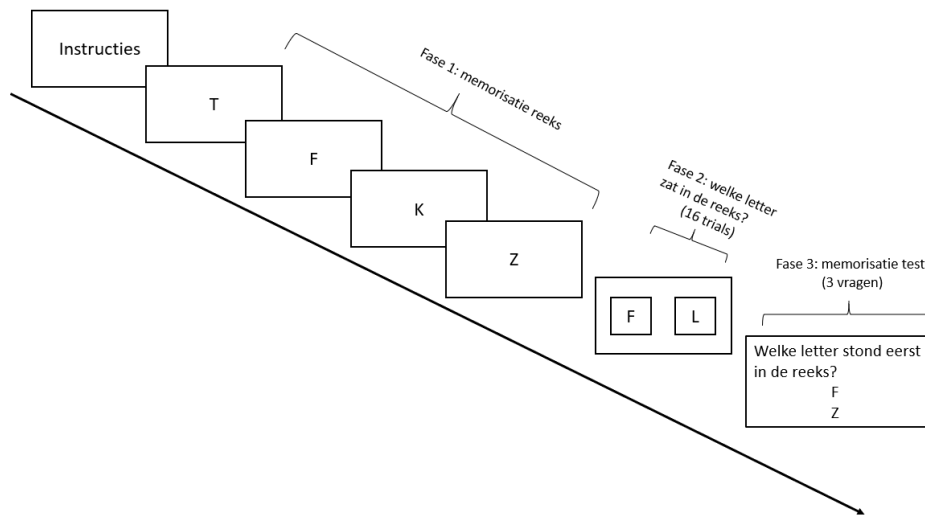 Instructies
T
F
K
Z
Fase 1: memorisatie reeks
Fase 2: welke letter
zat in de reeks?
(16 trials)
F L
Fase 3: memorisatie test
(3 vragen)
Welke letter stond eerst
in de reeks?
F
Z